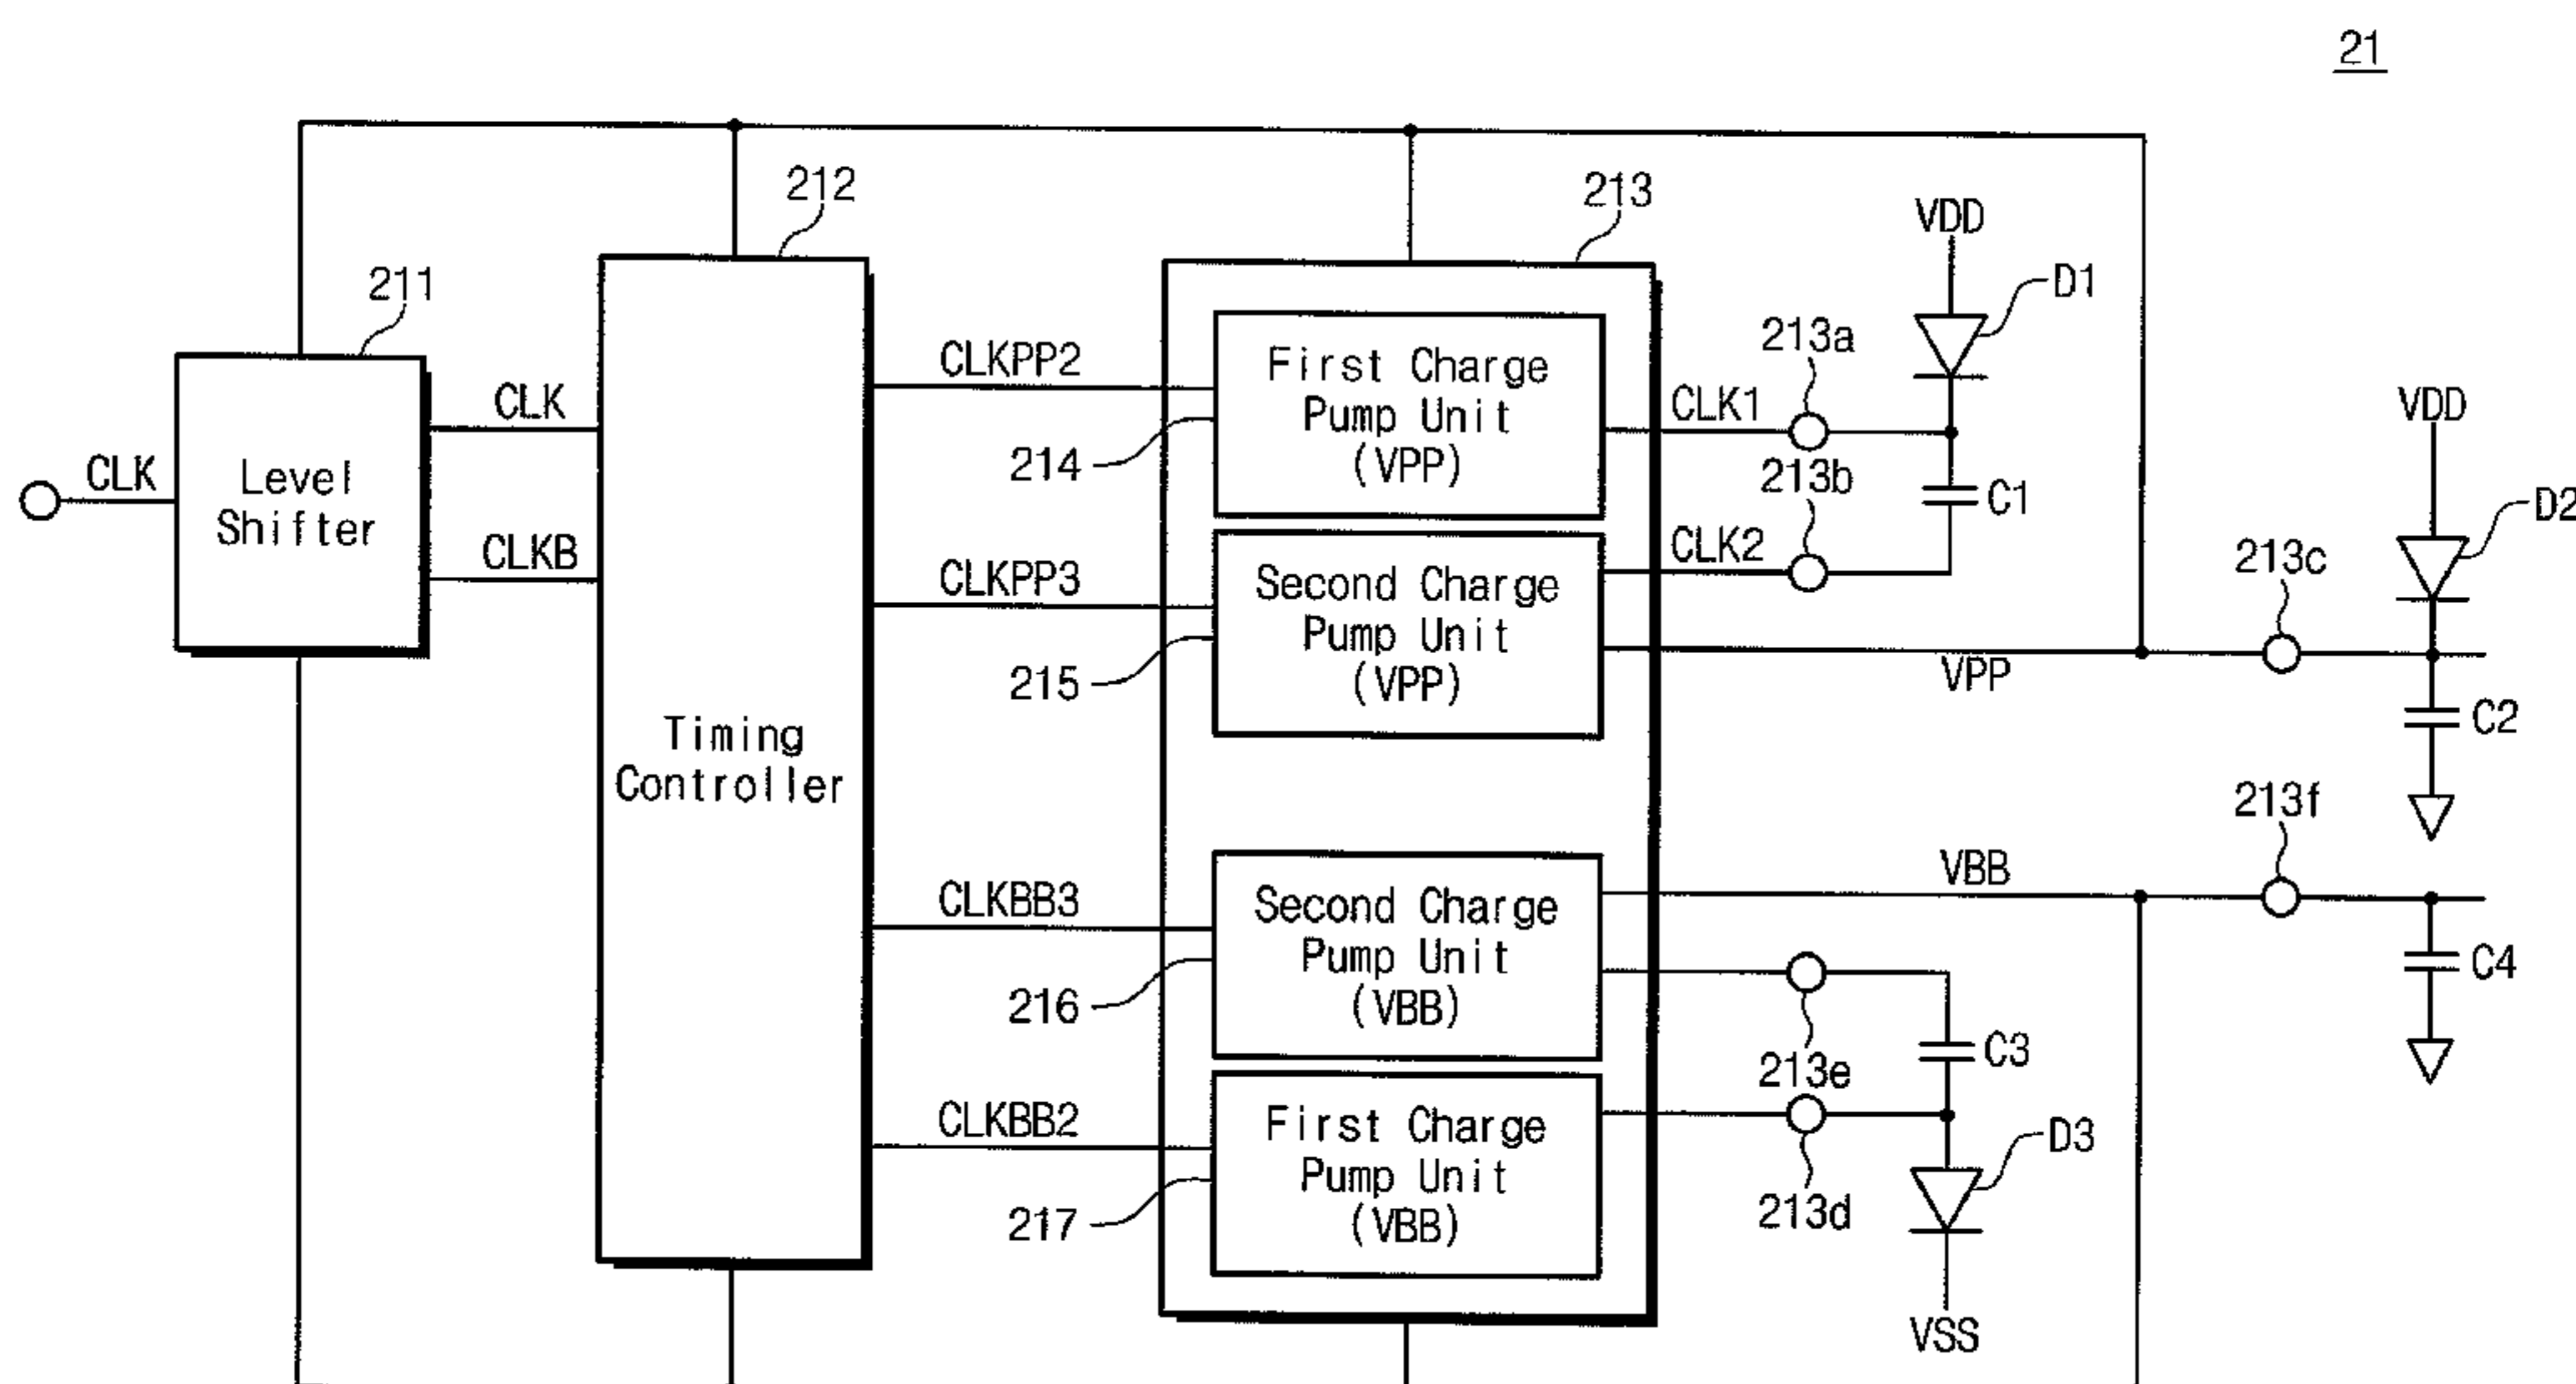 21
212
213
VDD
D1
211
213a
CLKPP2
First Charge
Pump Unit
(VPP)
CLK1
CLK
214
213b
C1
VDD
D2
CLK
Level
Shifter
CLKB
CLKPP3
Second Charge
Pump Unit
(VPP)
CLK2
213c
215
VPP
C2
Timing
Controller
213f
CLKBB3
Second Charge
Pump Unit
(VBB)
VBB
216
C4
213e
C3
CLKBB2
First Charge
Pump Unit
(VBB)
D3
217
213d
VSS